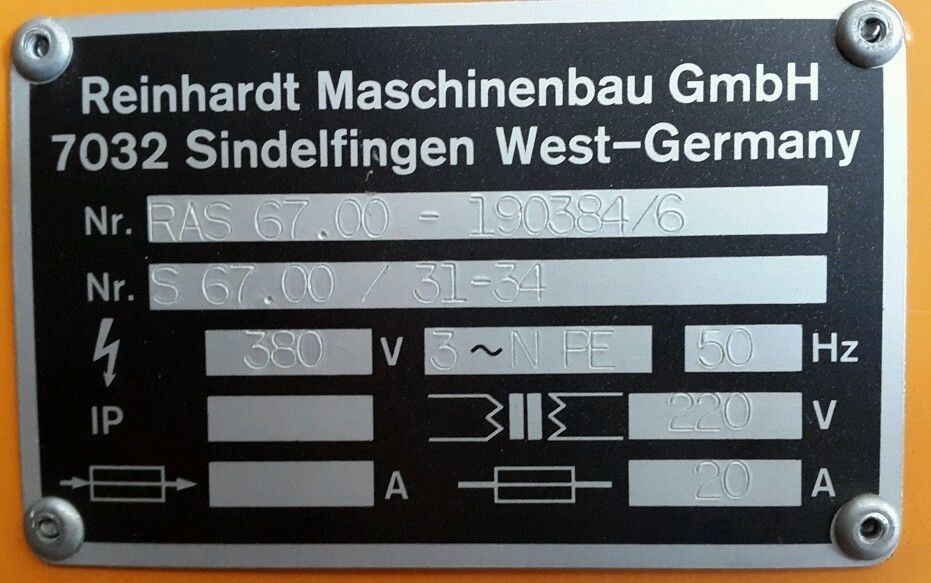 Reinhardt Maschinenbau GmbH
7032 Sindelfingen West-Germany
Nr. RAS 67.00 - 190384/6
Nr. S 67.00 / 31-34
380 V 3 ~ N PE 50 Hz
IP 220 V
A 20 A